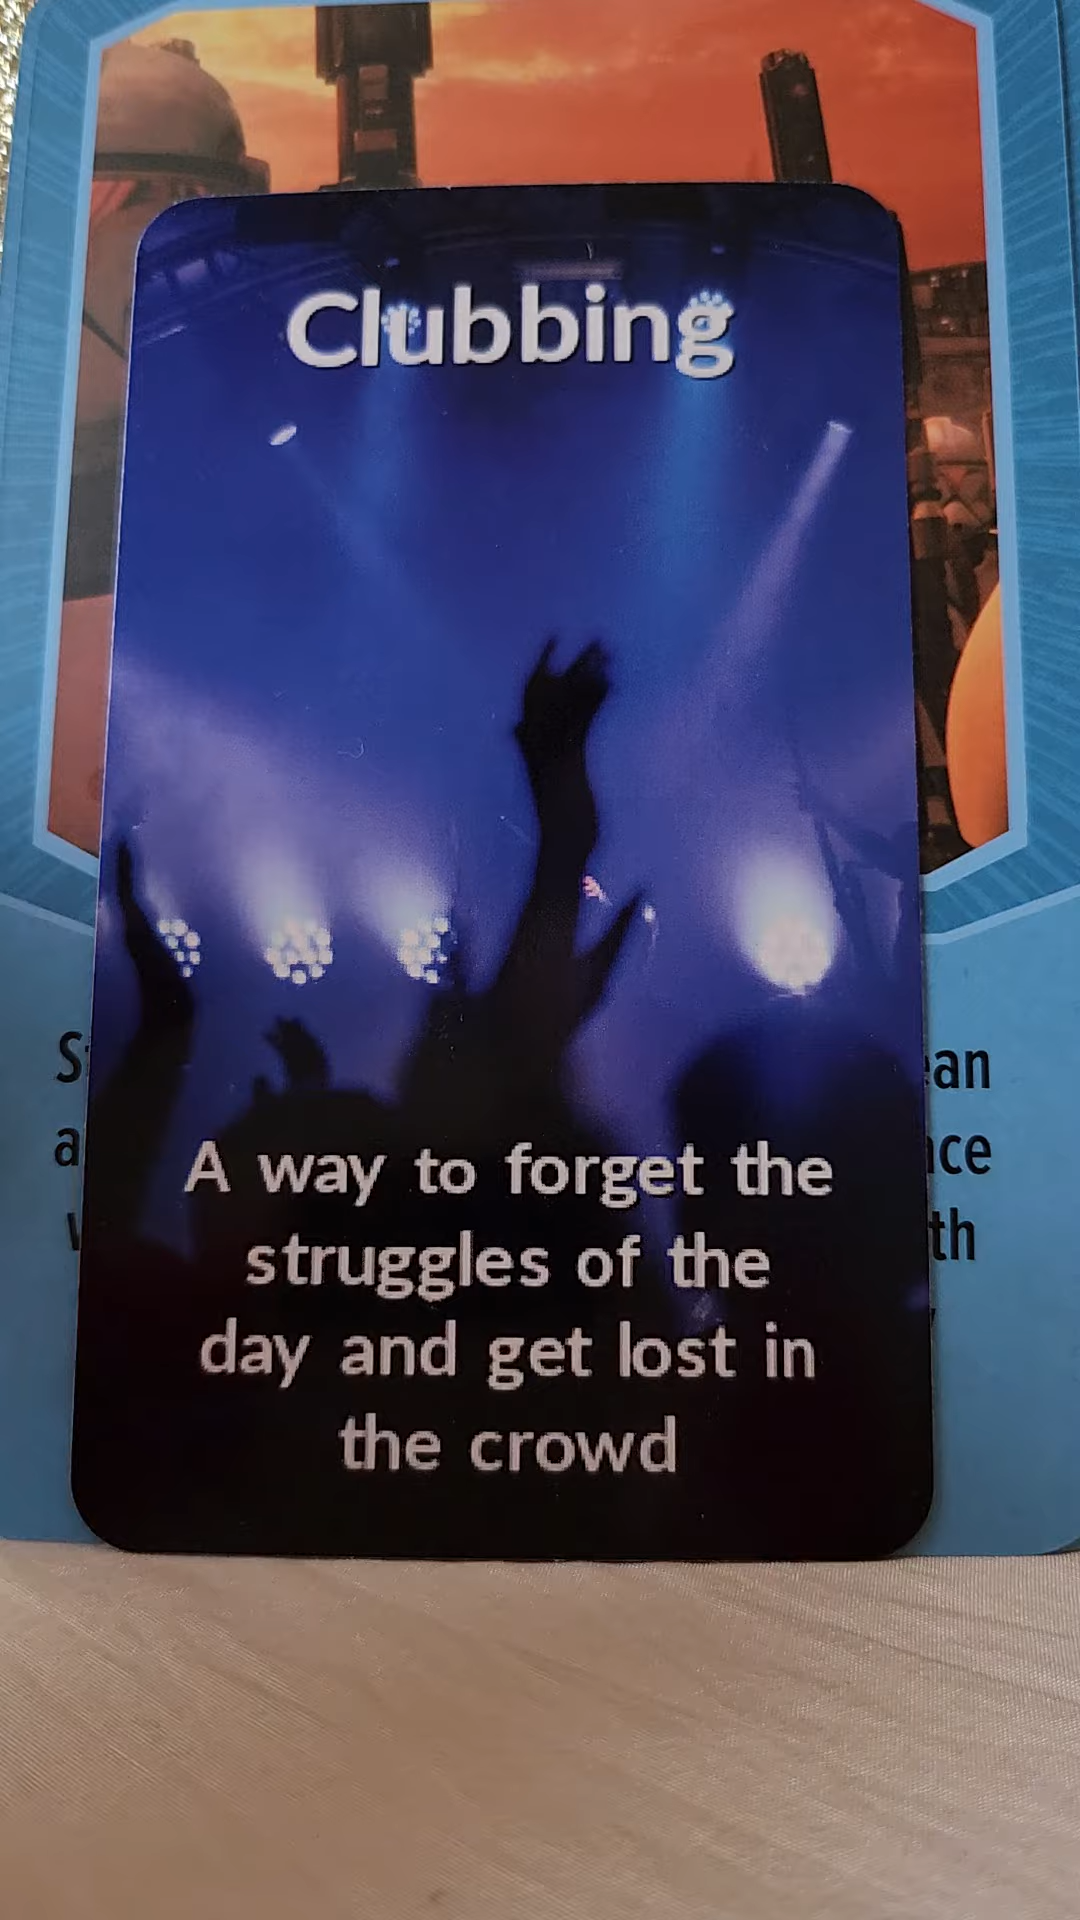 Clubbing
A way to forget the
struggles of the
day and get lost in
the crowd